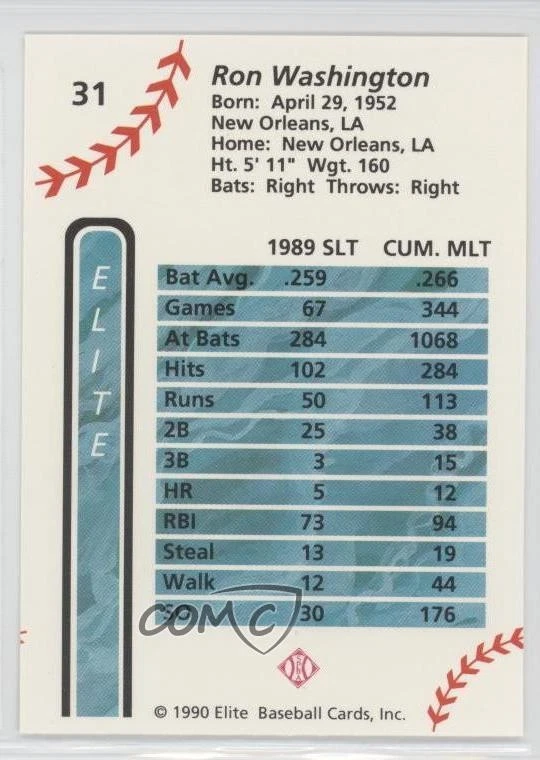 31
Ron Washington
Born: April 29, 1952
New Orleans, LA
Home: New Orleans, LA
Ht. 5' 11" Wgt. 160
Bats: Right Throws: Right
ELITE
1989 SLT CUM. MLT
Bat Avg. .259 .266
Games 67 344
At Bats 284 1068
Hits 102 284
Runs 50 113
2B 25 38
3B 3 15
HR 5 12
RBI 73 94
Steal 13 19
Walk 12 44
SO 30 176
COMC
© 1990 Elite Baseball Cards, Inc.